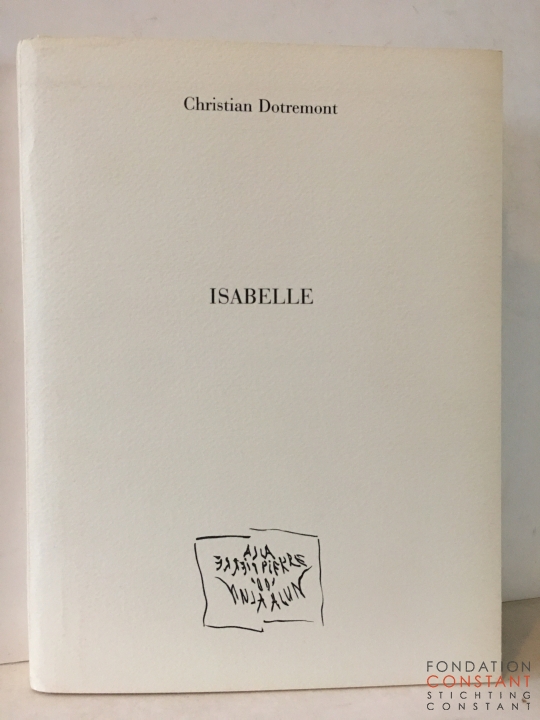 Christian Dotremont
ISABELLE
FONDATION
CONSTANT
STICHTING
CONSTANT